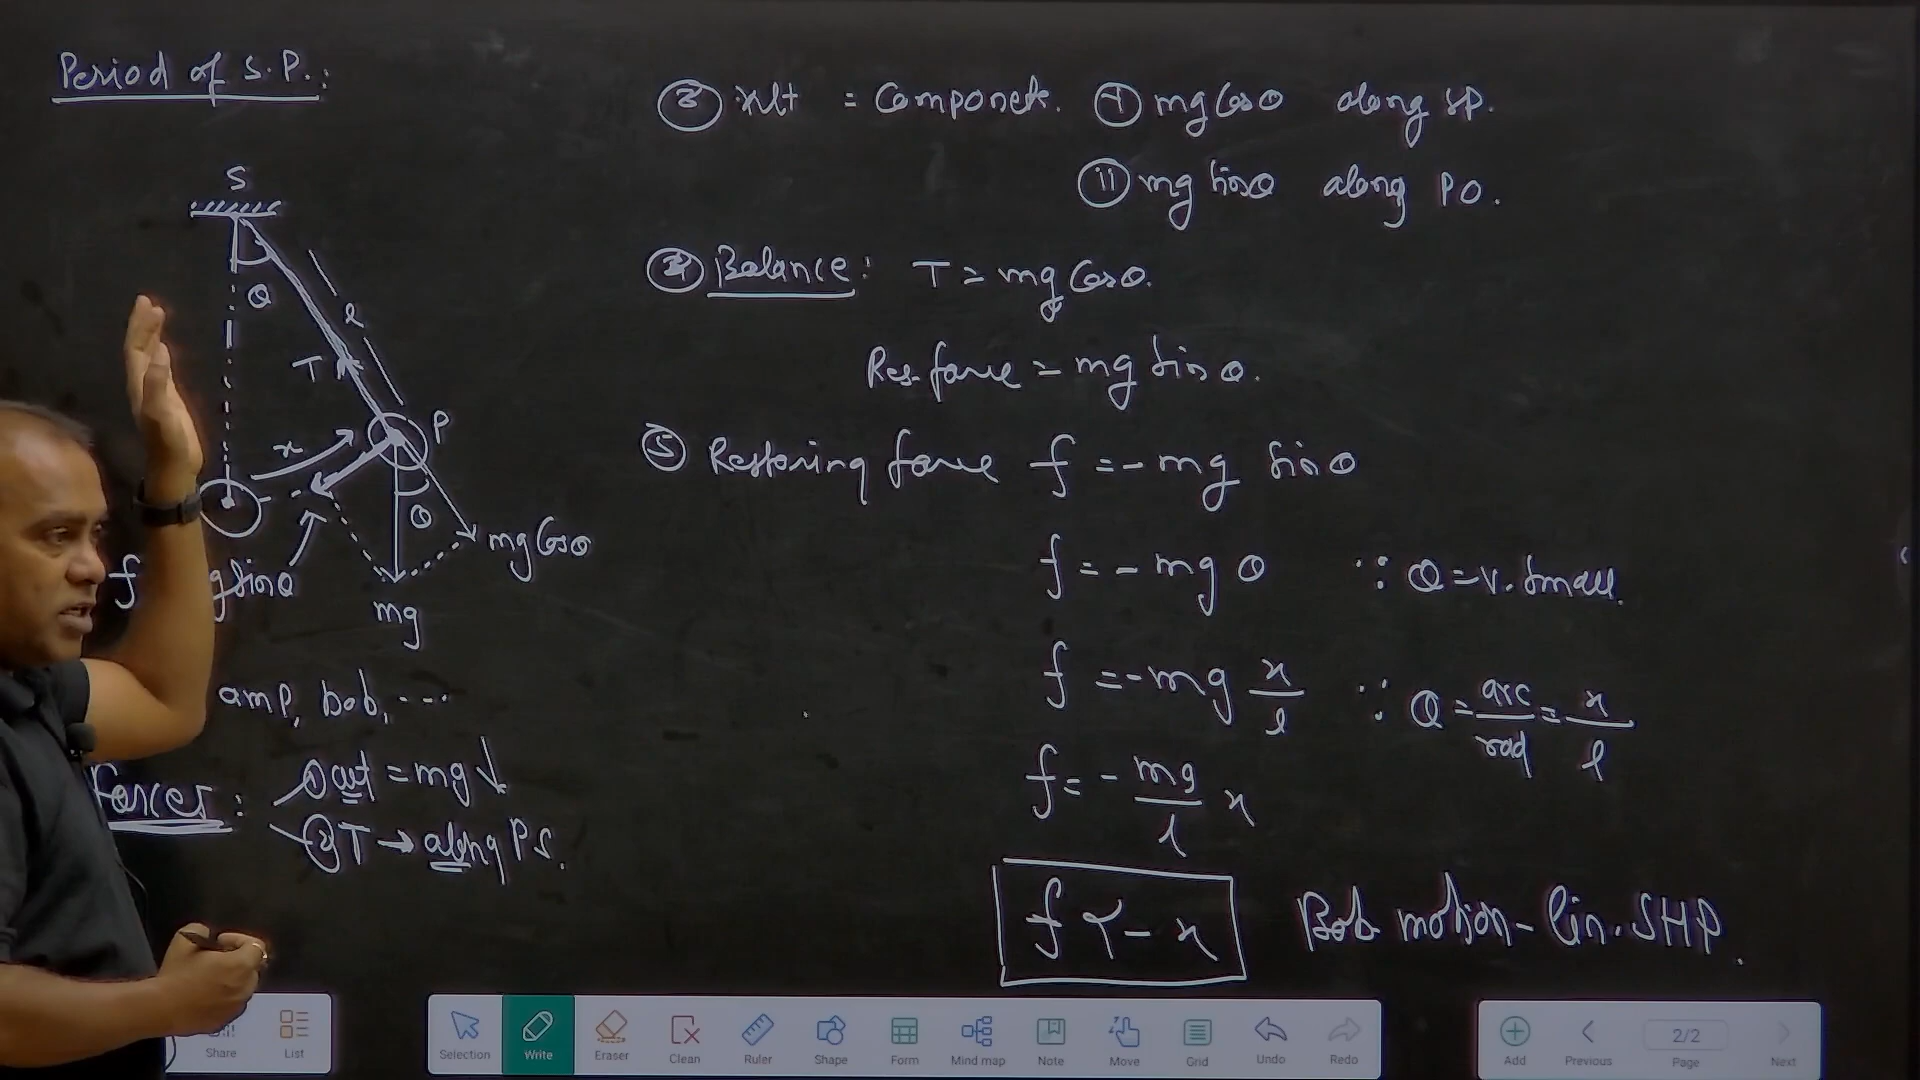 Period of S.P.:
S
θ
l
T
P
x
θ
mg Cosθ
f
g sinθ
mg
amp, bob, ...
Forces: ① wt = mg ↓
② T → along PS.
③ wt = Componets. ① mg Cosθ along SP.
ⅱ mg Sinθ along PO.
④ Balance: T = mg Cosθ.
Res. force = mg sinθ.
⑤ Restoring force f = - mg Sinθ
f = - mg θ ∵ θ = v. small.
f = - mg x/l ∵ θ = arc/rad = x/l
f = - mg/l x
f ∝ - x Bob motion - lin. SHP.
Share
List
Selection
Write
Eraser
Clean
Ruler
Shape
Form
Mind map
Note
Move
Grid
Undo
Redo
Add
Previous
2/2
Page
Next